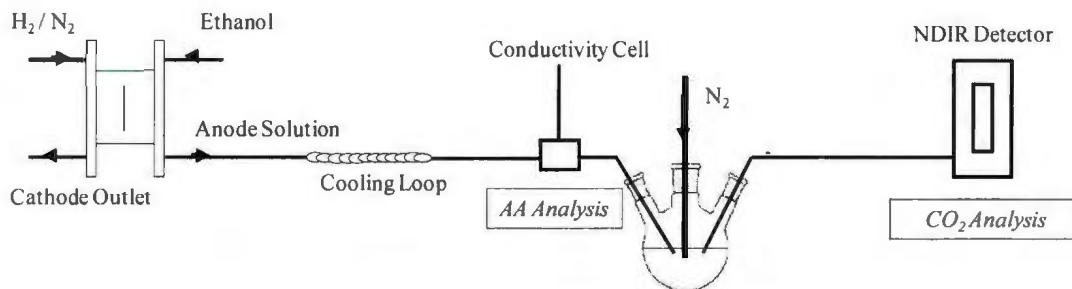 H2 / N2
Ethanol
Conductivity Cell
NDIR Detector
N2
Anode Solution
Cathode Outlet
Cooling Loop
AA Analysis
CO2 Analysis